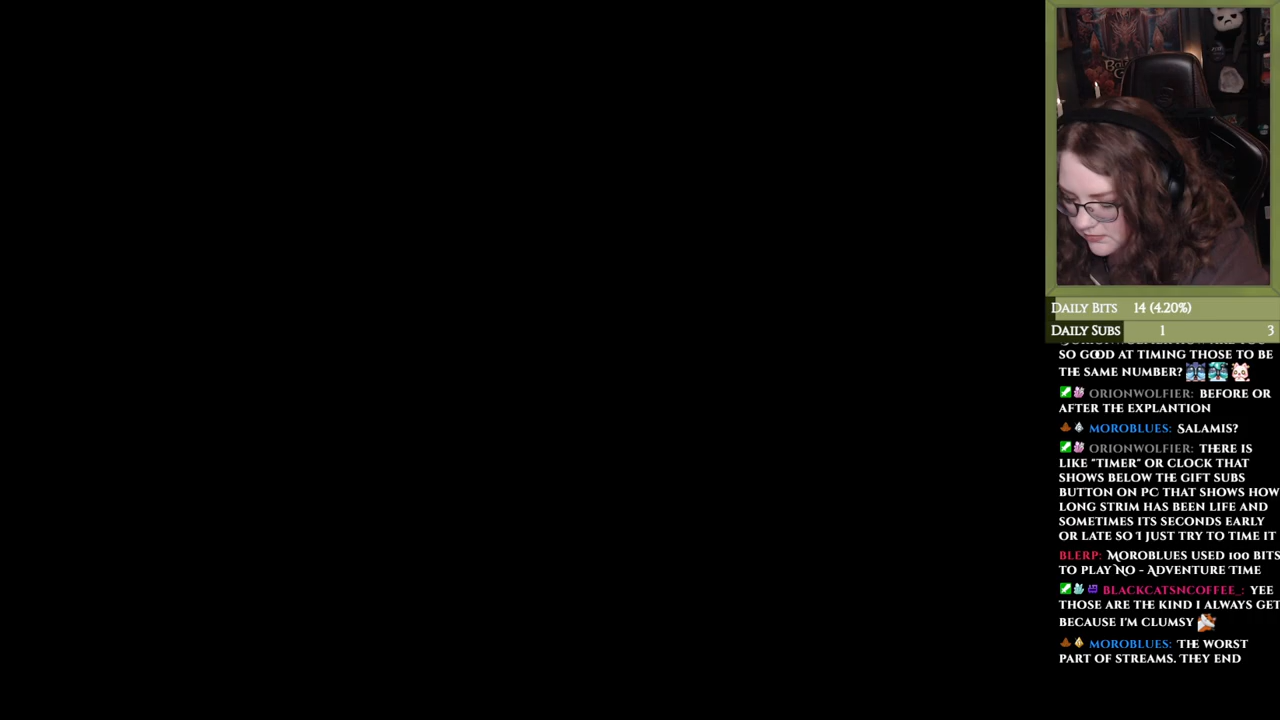 Daily Bits 14 (4.20%)
Daily Subs 1 3
so good at timing those to be
the same number?
OrionWolfier: before or
after the explantion
Moroblues: Salamis?
OrionWolfier: there is
like "timer" or clock that
shows below the gift subs
button on pc that shows how
long strim has been life and
sometimes its seconds early
or late so i just try to time it
Blerp: Moroblues used 100 bits
to play No - Adventure Time
blackcatsncoffee_: yee
those are the kind i always get
because i'm clumsy
Moroblues: The worst
part of streams. They end